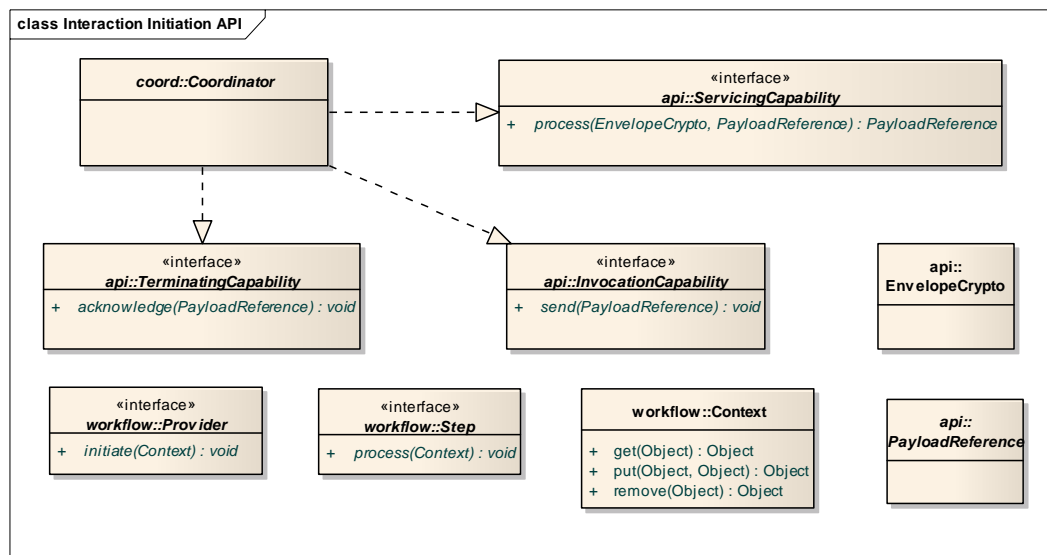 class Interaction Initiation API
coord::Coordinator
«interface»
api::ServicingCapability
+ process(EnvelopeCrypto, PayloadReference) : PayloadReference
«interface»
api::TerminatingCapability
+ acknowledge(PayloadReference) : void
«interface»
api::InvocationCapability
+ send(PayloadReference) : void
api::
EnvelopeCrypto
«interface»
workflow::Provider
+ initiate(Context) : void
«interface»
workflow::Step
+ process(Context) : void
workflow::Context
+ get(Object) : Object
+ put(Object, Object) : Object
+ remove(Object) : Object
api::
PayloadReference